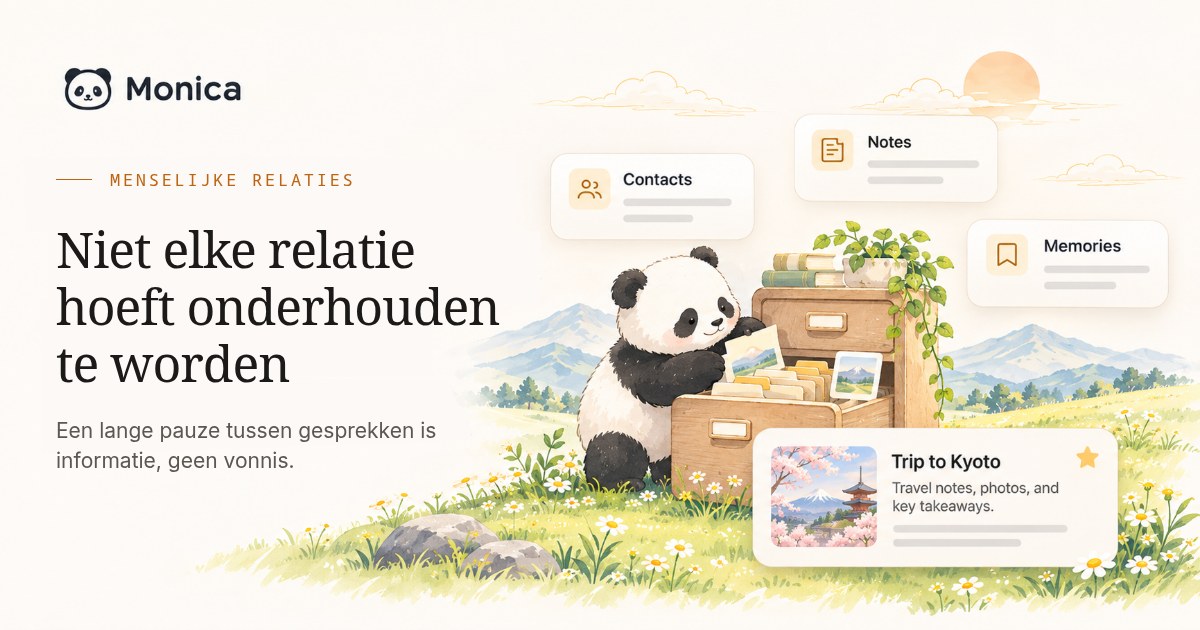 Monica
MENSELIJKE RELATIES
Niet elke relatie
hoeft onderhouden
te worden
Een lange pauze tussen gesprekken is
informatie, geen vonnis.
Contacts
Notes
Memories
Trip to Kyoto
Travel notes, photos, and
key takeaways.